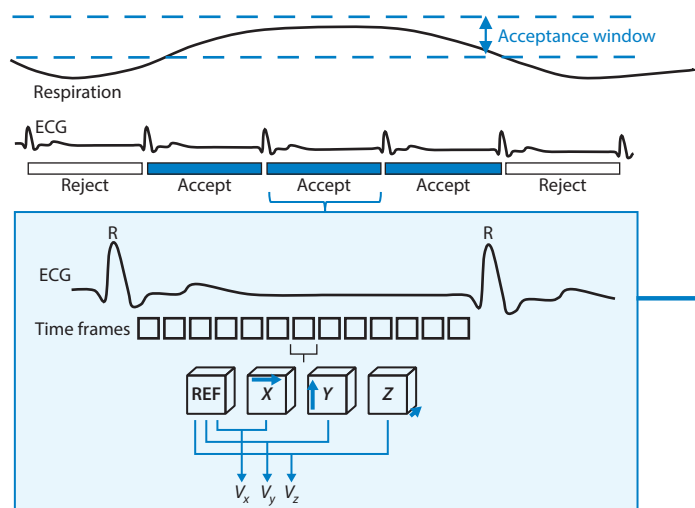 Acceptance window
Respiration
ECG
Reject Accept Accept Accept Reject
R R
ECG
Time frames
REF X Y Z
Vx Vy Vz